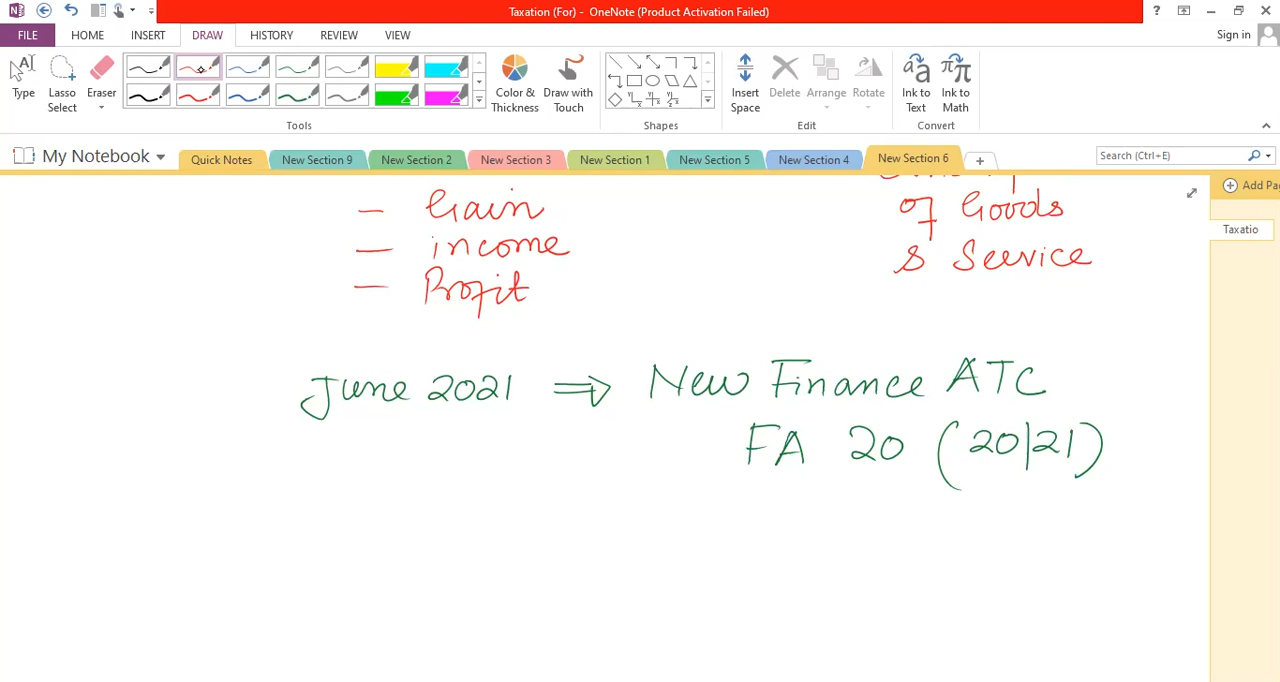 Taxation (For) - OneNote (Product Activation Failed)
FILE HOME INSERT DRAW HISTORY REVIEW VIEW
Sign in
Type
Lasso Select
Eraser
Color & Thickness
Draw with Touch
Insert Space
Delete
Arrange
Rotate
Ink to Text
Ink to Math
Tools
Shapes
Edit
Convert
My Notebook
Quick Notes
New Section 9
New Section 2
New Section 3
New Section 1
New Section 5
New Section 4
New Section 6
Search (Ctrl+E)
Add Pag
Taxatio
- Gain
- income
- Profit
of Goods
s Service
June 2021 ⇒ New Finance ATC
FA 20 (20|21)